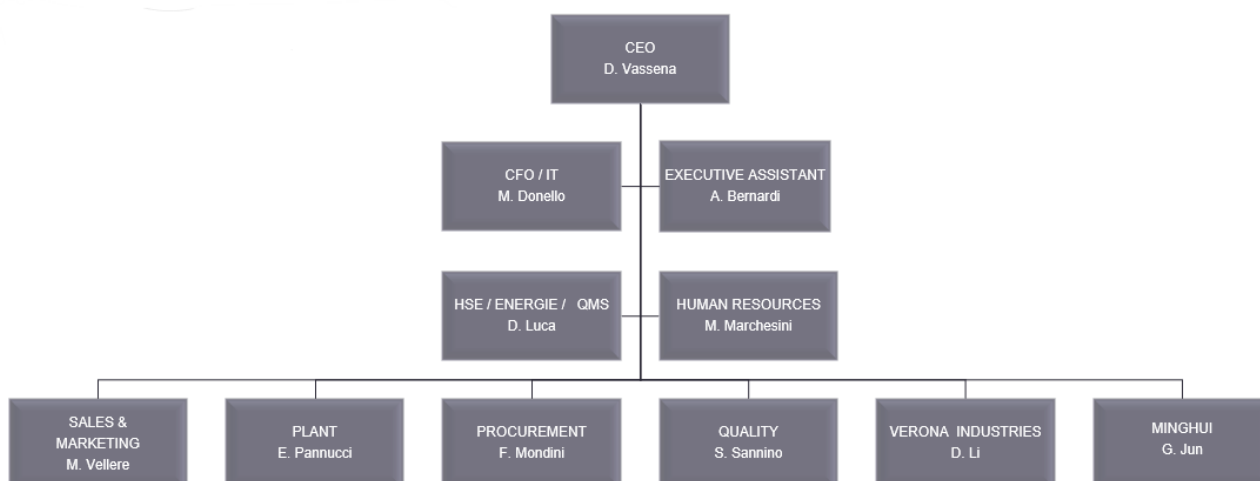 CEO
D. Vassena
CFO / IT
M. Donello
EXECUTIVE ASSISTANT
A. Bernardi
HSE / ENERGIE / QMS
D. Luca
HUMAN RESOURCES
M. Marchesini
SALES &
MARKETING
M. Vellere
PLANT
E. Pannucci
PROCUREMENT
F. Mondini
QUALITY
S. Sannino
VERONA INDUSTRIES
D. Li
MINGHUI
G. Jun